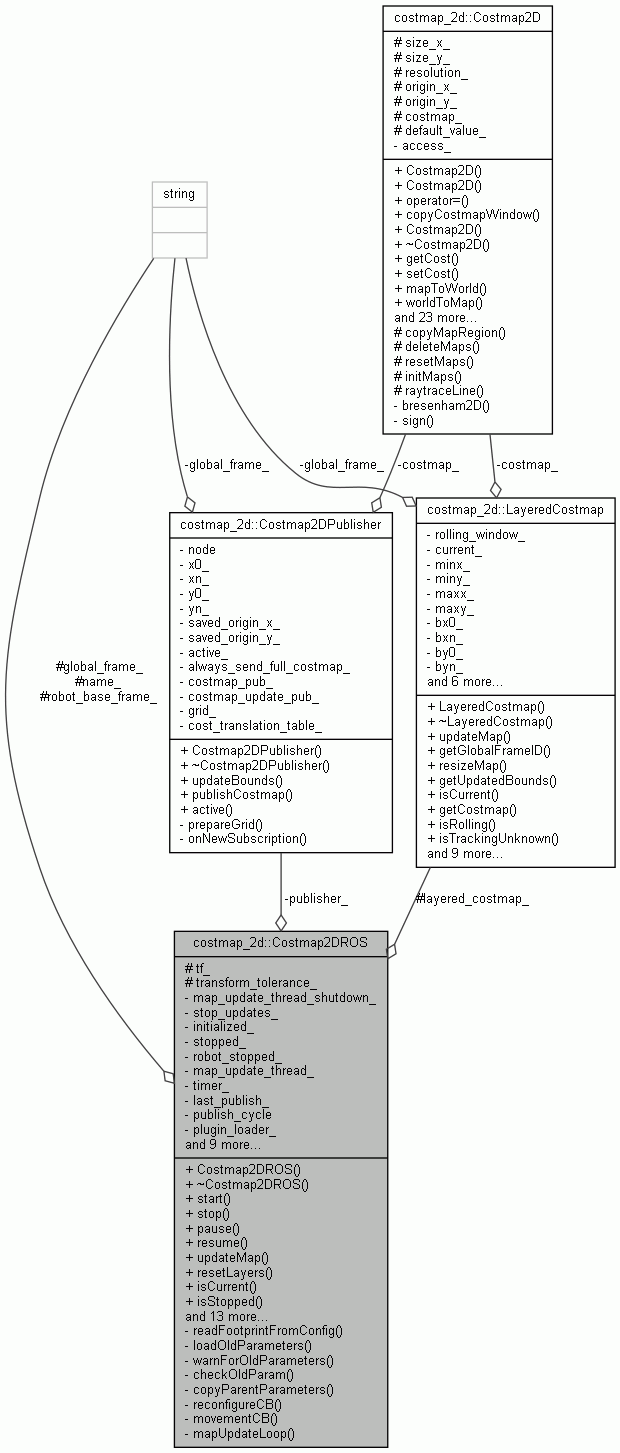 costmap_2d::Costmap2D
# size_x_
# size_y_
# resolution_
# origin_x_
# origin_y_
# costmap_
# default_value_
- access_
+ Costmap2D()
+ Costmap2D()
+ operator=()
+ copyCostmapWindow()
+ Costmap2D()
+ ~Costmap2D()
+ getCost()
+ setCost()
+ mapToWorld()
+ worldToMap()
and 23 more...
# copyMapRegion()
# deleteMaps()
# resetMaps()
# initMaps()
# raytraceLine()
- bresenham2D()
- sign()
string
-global_frame_
-global_frame_
-costmap_
-costmap_
costmap_2d::Costmap2DPublisher
- node
- x0_
- xn_
- y0_
- yn_
- saved_origin_x_
- saved_origin_y_
- active_
- always_send_full_costmap_
- costmap_pub_
- costmap_update_pub_
- grid_
- cost_translation_table_
+ Costmap2DPublisher()
+ ~Costmap2DPublisher()
+ updateBounds()
+ publishCostmap()
+ active()
- prepareGrid()
- onNewSubscription()
costmap_2d::LayeredCostmap
- rolling_window_
- current_
- minx_
- miny_
- maxx_
- maxy_
- bx0_
- bxn_
- by0_
- byn_
and 6 more...
+ LayeredCostmap()
+ ~LayeredCostmap()
+ updateMap()
+ getGlobalFrameID()
+ resizeMap()
+ getUpdatedBounds()
+ isCurrent()
+ getCostmap()
+ isRolling()
+ isTrackingUnknown()
and 9 more...
#global_frame_
#name_
#robot_base_frame_
-publisher_
#layered_costmap_
costmap_2d::Costmap2DROS
# tf_
# transform_tolerance_
- map_update_thread_shutdown_
- stop_updates_
- initialized_
- stopped_
- robot_stopped_
- map_update_thread_
- timer_
- last_publish_
- publish_cycle
- plugin_loader_
and 9 more...
+ Costmap2DROS()
+ ~Costmap2DROS()
+ start()
+ stop()
+ pause()
+ resume()
+ updateMap()
+ resetLayers()
+ isCurrent()
+ isStopped()
and 13 more...
- readFootprintFromConfig()
- loadOldParameters()
- warnForOldParameters()
- checkOldParam()
- copyParentParameters()
- reconfigureCB()
- movementCB()
- mapUpdateLoop()